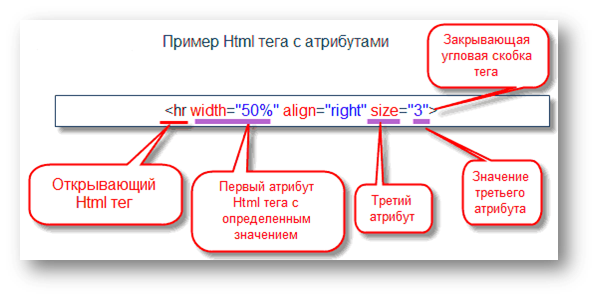 Пример Html тега с атрибутами
Закрывающая
угловая скобка
тега
<hr width="50%" align="right" size="3">
Открывающий
Html тег
Первый атрибут
Html тега с
определенным
значением
Третий
атрибут
Значение
третьего
атрибута